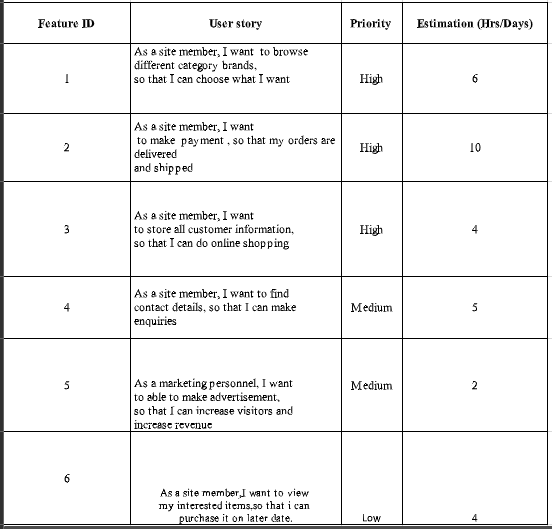 Feature ID User story Priority Estimation (Hrs/Days)
As a site member, I want to browse
different category brands,
so that I can choose what I want
1 High 6
As a site member, I want
to make payment , so that my orders are
delivered
and shipped
2 High 10
As a site member, I want
to store all customer information,
so that I can do online shopping
3 High 4
As a site member, I want to find
contact details, so that I can make
enquiries
4 Medium 5
5 Medium 2
As a marketing personnel, I want
to able to make advertisement,
so that I can increase visitors and
increase revenue
6
As a site member,I want to view
my interested items,so that i can
purchase it on later date. Low 4